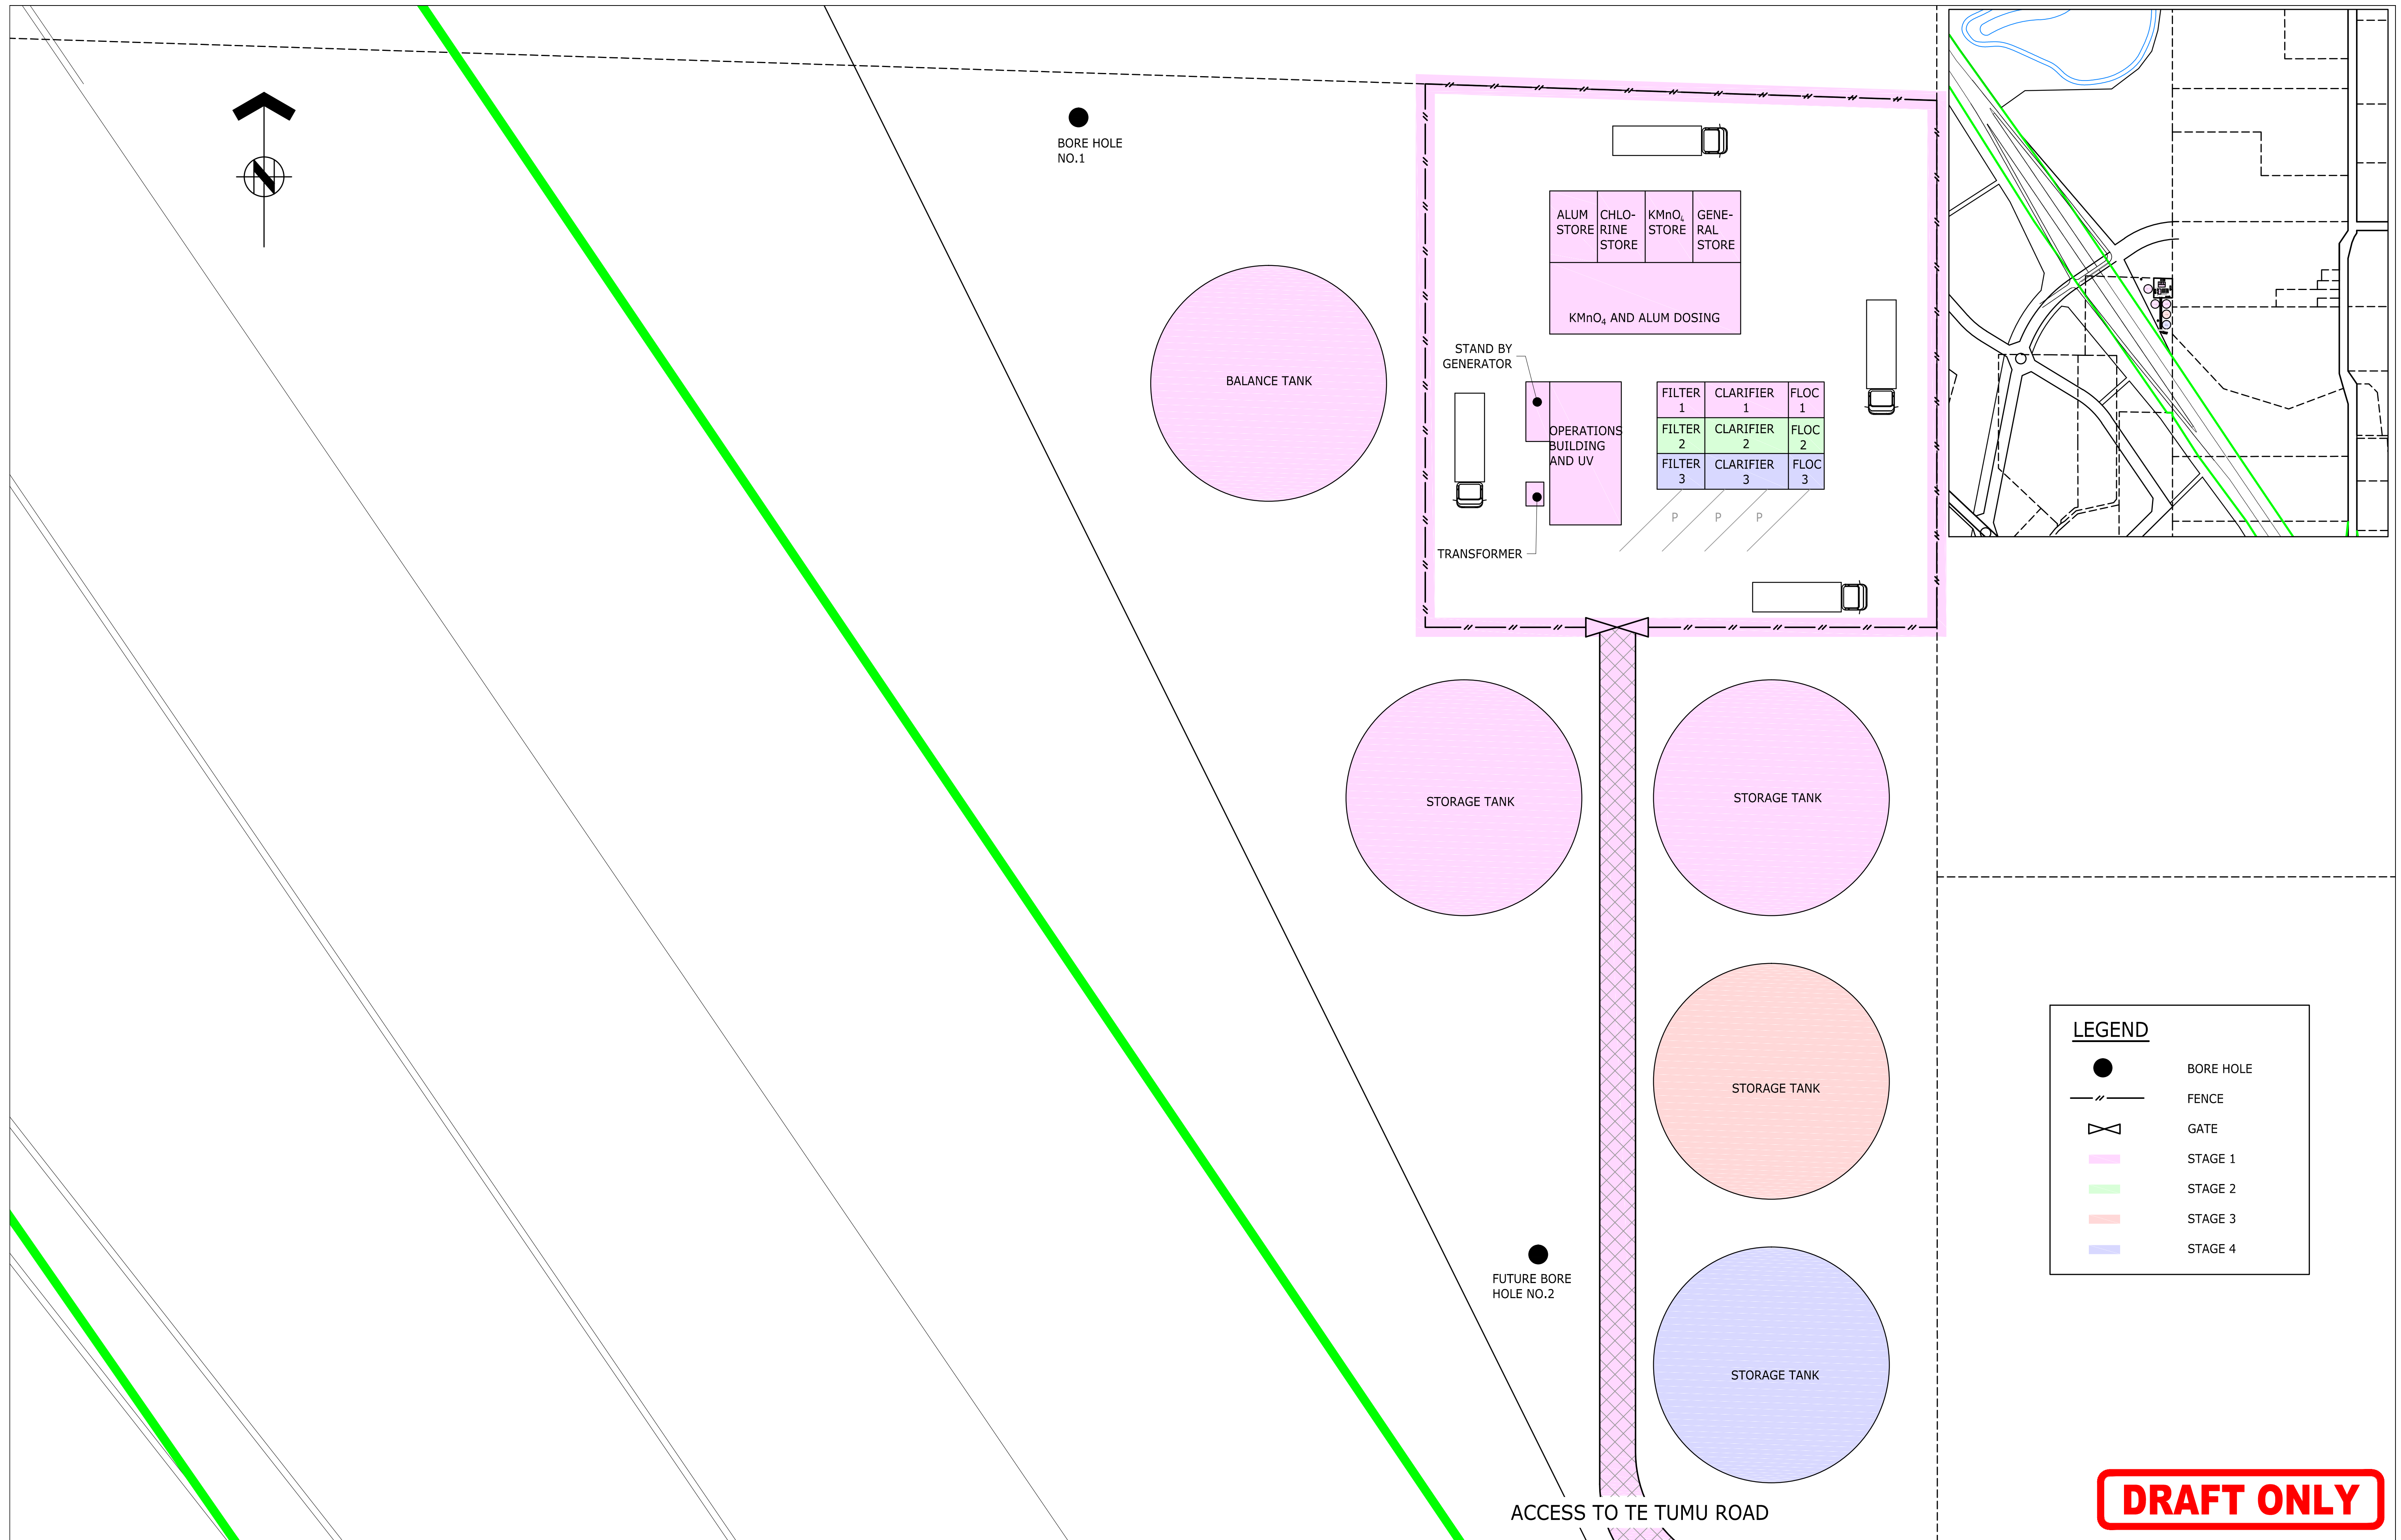 N
BORE HOLE
NO.1
ALUM
STORE
CHLO-
RINE
STORE
KMnO₄
STORE
GENE-
RAL
STORE
KMnO₄ AND ALUM DOSING
STAND BY
GENERATOR
BALANCE TANK
OPERATIONS
BUILDING
AND UV
FILTER
1
CLARIFIER
1
FLOC
1
FILTER
2
CLARIFIER
2
FLOC
2
FILTER
3
CLARIFIER
3
FLOC
3
P
P
P
TRANSFORMER
STORAGE TANK
STORAGE TANK
STORAGE TANK
FUTURE BORE
HOLE NO.2
STORAGE TANK
ACCESS TO TE TUMU ROAD
LEGEND
BORE HOLE
FENCE
GATE
STAGE 1
STAGE 2
STAGE 3
STAGE 4
DRAFT ONLY